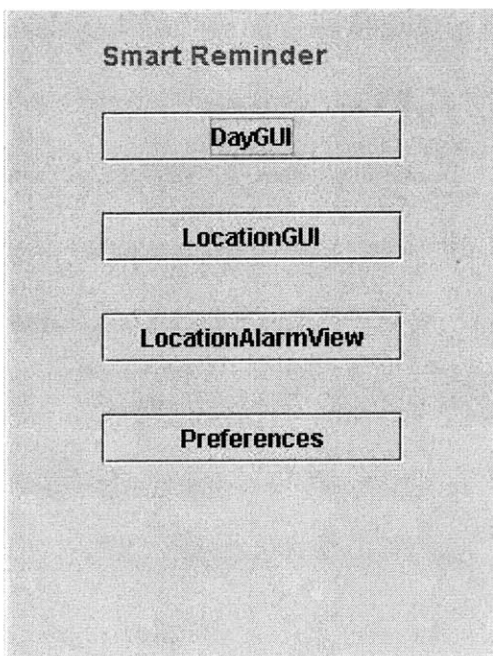 Smart Reminder
DayGUI
LocationGUI
LocationAlarmView
Preferences